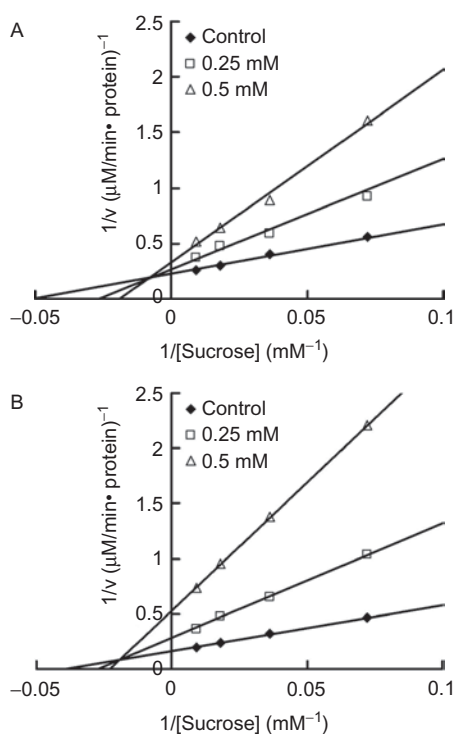 A
2.5
Control
0.25 mM
0.5 mM
2
1.5
1
0.5
0
1/v (μM/min• protein)⁻¹
−0.05
0
0.05
0.1
1/[Sucrose] (mM⁻¹)
B
2.5
Control
0.25 mM
0.5 mM
2
1.5
1
0.5
0
1/v (μM/min• protein)⁻¹
−0.05
0
0.05
0.1
1/[Sucrose] (mM⁻¹)